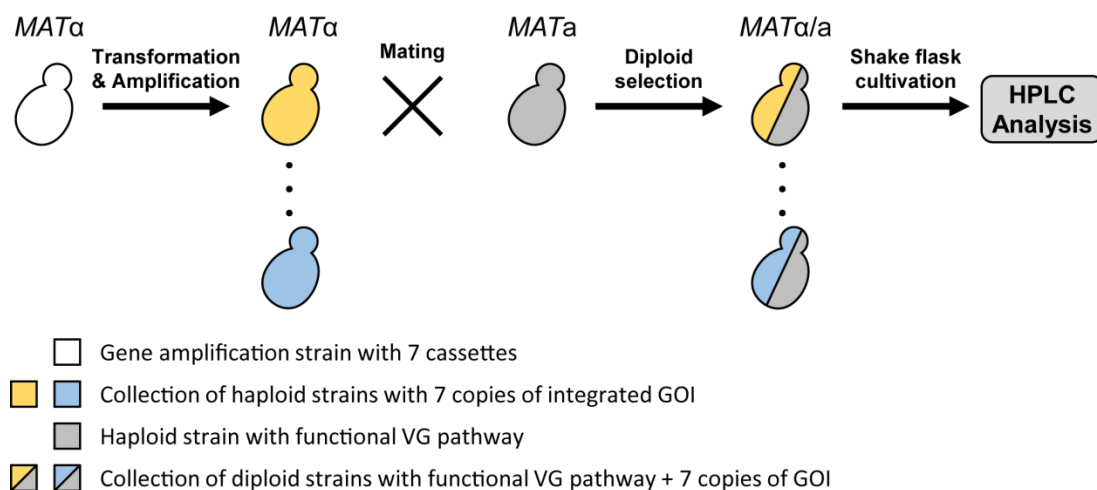 MATα
MATα
MATa
MATα/a
Transformation
& Amplification
Mating
Diploid
selection
Shake flask
cultivation
HPLC
Analysis
Gene amplification strain with 7 cassettes
Collection of haploid strains with 7 copies of integrated GOI
Haploid strain with functional VG pathway
Collection of diploid strains with functional VG pathway + 7 copies of GOI